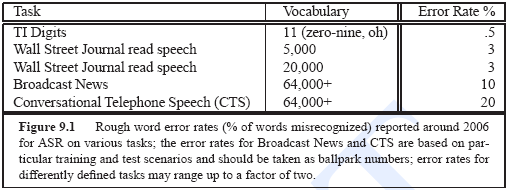 Task Vocabulary Error Rate %
TI Digits 11 (zero-nine, oh) .5
Wall Street Journal read speech 5,000 3
Wall Street Journal read speech 20,000 3
Broadcast News 64,000+ 10
Conversational Telephone Speech (CTS) 64,000+ 20
Figure 9.1 Rough word error rates (% of words misrecognized) reported around 2006
for ASR on various tasks; the error rates for Broadcast News and CTS are based on par-
ticular training and test scenarios and should be taken as ballpark numbers; error rates for
differently defined tasks may range up to a factor of two.